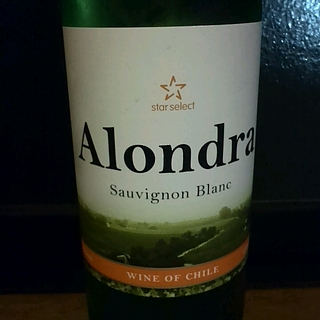 star select
Alondra
Sauvignon Blanc
WINE OF CHILE